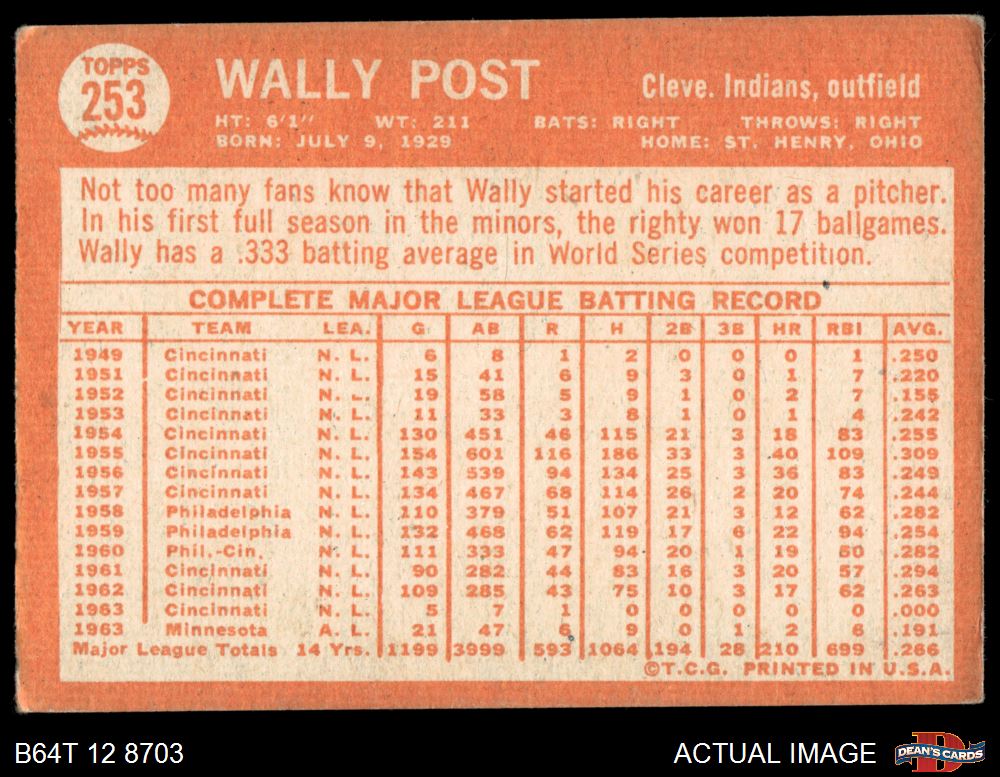 TOPPS
253
WALLY POST
Cleve. Indians, outfield
HT: 6'1" WT: 211 BATS: RIGHT THROWS: RIGHT
BORN: JULY 9, 1929 HOME: ST. HENRY, OHIO
Not too many fans know that Wally started his career as a pitcher.
In his first full season in the minors, the righty won 17 ballgames.
Wally has a .333 batting average in World Series competition.
COMPLETE MAJOR LEAGUE BATTING RECORD
YEAR TEAM LEA. G AB R H 2B 3B HR RBI AVG.
1949 Cincinnati N. L. 6 8 1 2 0 0 0 1 .250
1951 Cincinnati N. L. 15 41 6 9 3 0 1 7 .220
1952 Cincinnati N. L. 19 58 5 9 1 0 2 7 .155
1953 Cincinnati N. L. 11 33 3 8 1 0 1 4 .242
1954 Cincinnati N. L. 130 451 46 115 21 3 18 83 .255
1955 Cincinnati N. L. 154 601 116 186 33 3 40 109 .309
1956 Cincinnati N. L. 143 539 94 134 25 3 36 83 .249
1957 Cincinnati N. L. 134 467 68 114 26 2 20 74 .244
1958 Philadelphia N. L. 110 379 51 107 21 3 12 62 .282
1959 Philadelphia N. L. 132 468 62 119 17 6 22 94 .254
1960 Phil.-Cin. N. L. 111 333 47 94 20 1 19 50 .282
1961 Cincinnati N. L. 90 282 44 83 16 3 20 57 .294
1962 Cincinnati N. L. 109 285 43 75 10 3 17 62 .263
1963 Cincinnati N. L. 5 7 1 0 0 0 0 0 .000
1963 Minnesota A. L. 21 47 6 9 0 1 2 6 .191
Major League Totals 14 Yrs. 1199 3999 593 1064 194 28 210 699 .266
©T.C.G. PRINTED IN U.S.A.
B64T 12 8703 ACTUAL IMAGE DEAN'S CARDS